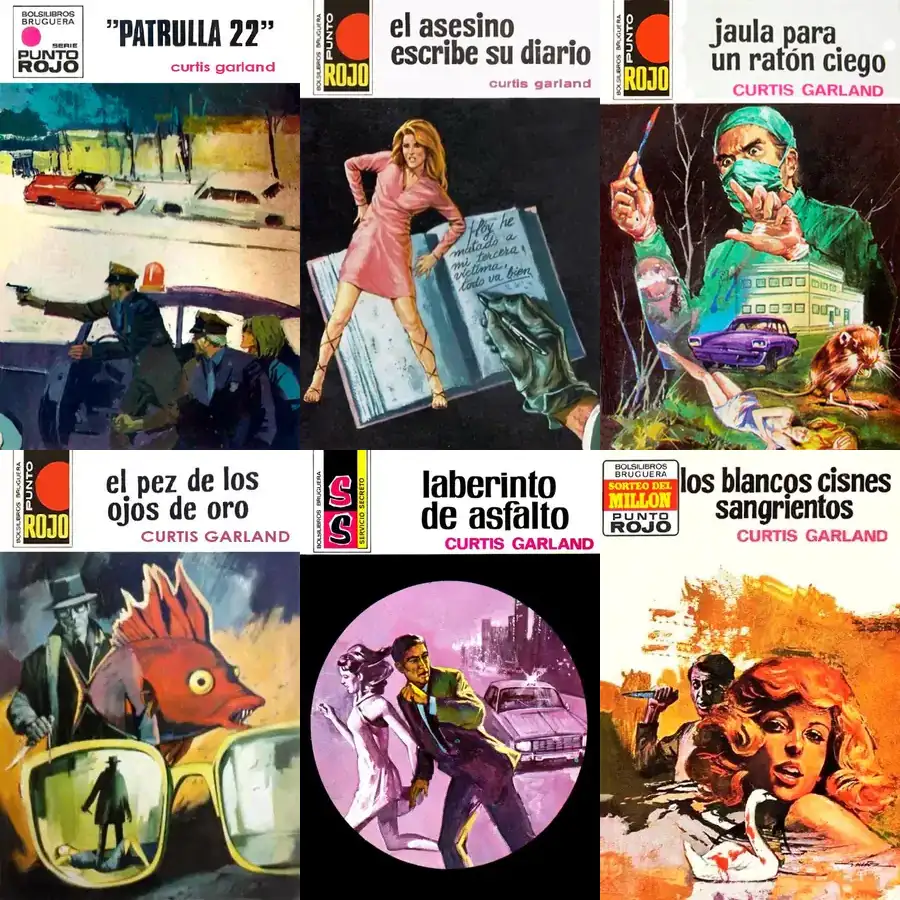 BOLSILIBROS
BRUGUERA
SERIE
PUNTO
ROJO
"PATRULLA 22"
curtis garland
BOLSILIBROS BRUGUERA
PUNTO
ROJO
el asesino
escribe su diario
curtis garland
Hoy he
matado a
mi tercera
víctima,
todo va bien
BOLSILIBROS BRUGUERA
PUNTO
ROJO
jaula para
un ratón ciego
CURTIS GARLAND
BOLSILIBROS BRUGUERA
PUNTO
ROJO
el pez de los
ojos de oro
CURTIS GARLAND
BOLSILIBROS BRUGUERA
SS
SERVICIO SECRETO
laberinto
de asfalto
CURTIS GARLAND
BOLSILIBROS
BRUGUERA
SORTEO DEL
MILLON
PUNTO
ROJO
los blancos cisnes
sangrientos
CURTIS GARLAND